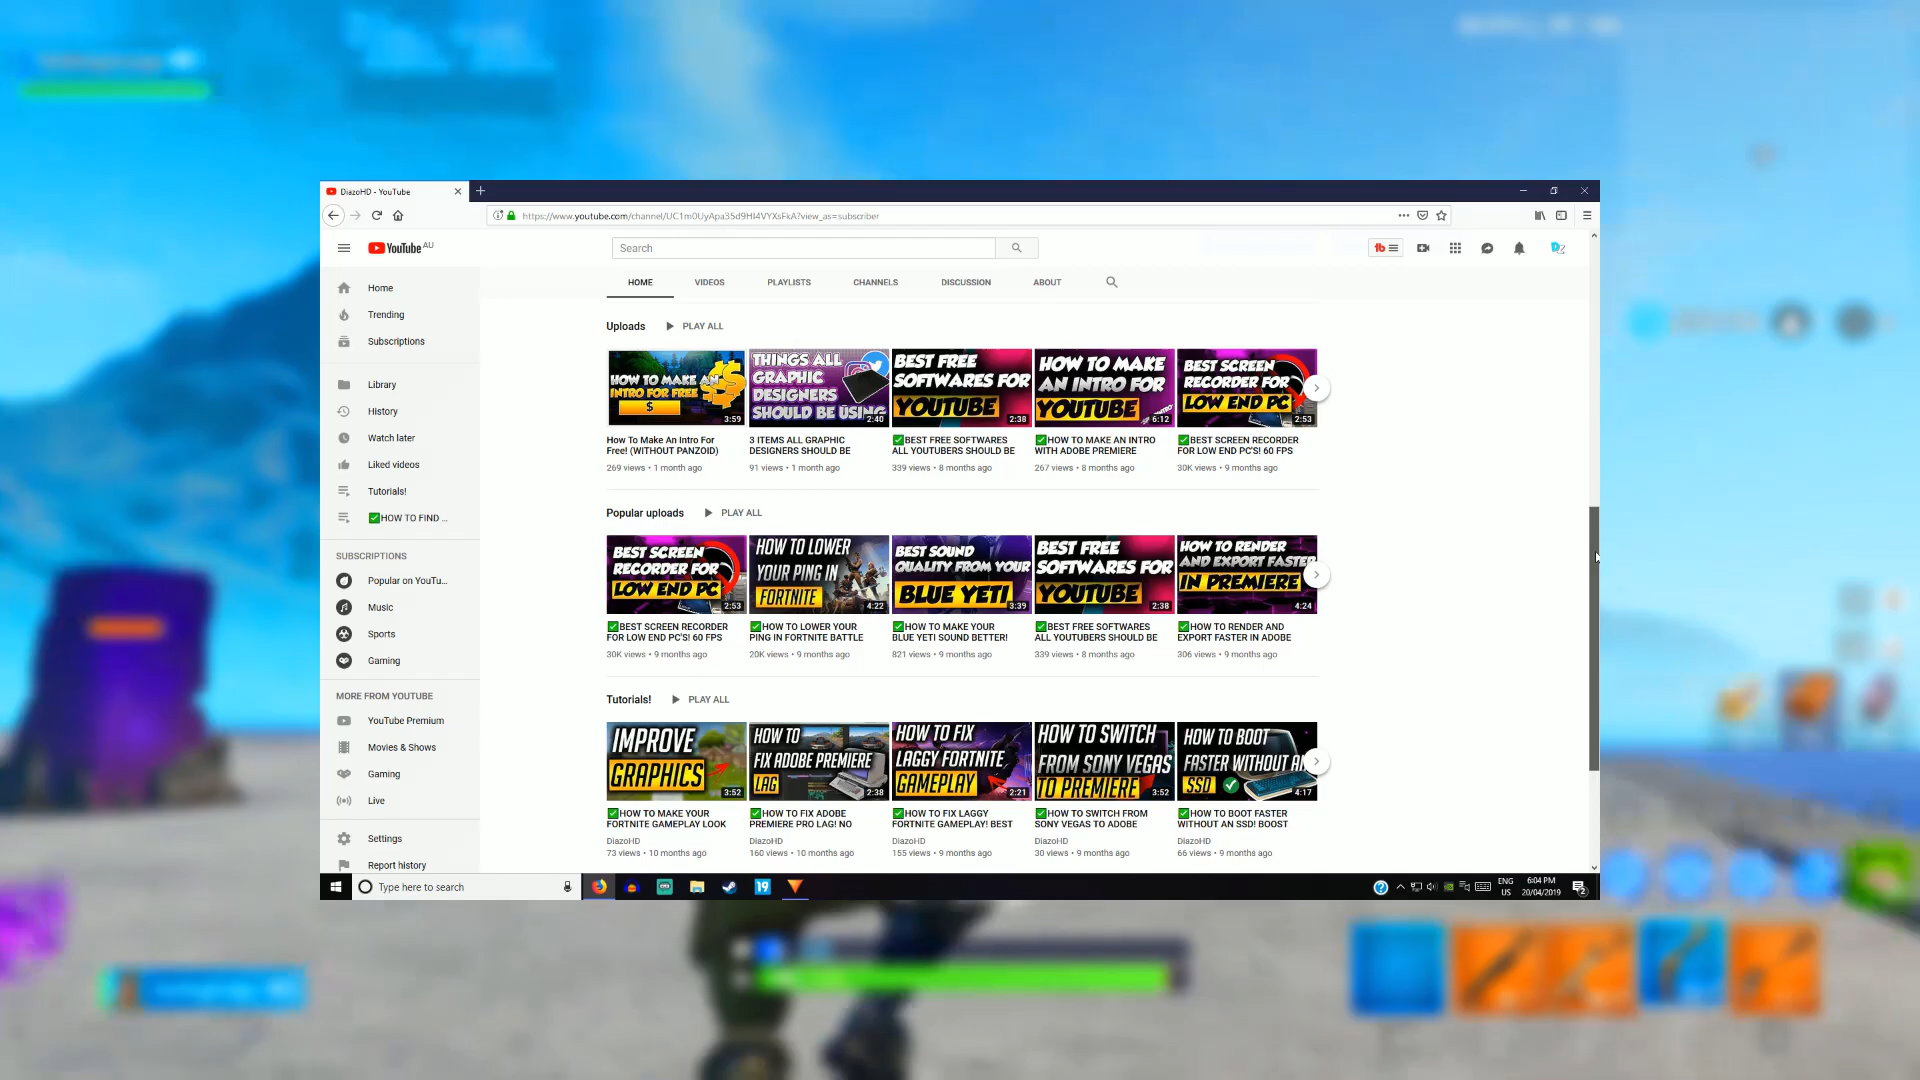 DiazoHD - YouTube
https://www.youtube.com/channel/UC1m0UyApa35d9HI4VYXsFkA?view_as=subscriber
YouTube AU
Search
HOME VIDEOS PLAYLISTS CHANNELS DISCUSSION ABOUT
Home
Trending
Subscriptions
Library
History
Watch later
Liked videos
Tutorials!
✅HOW TO FIND ...
SUBSCRIPTIONS
Popular on YouTu...
Music
Sports
Gaming
MORE FROM YOUTUBE
YouTube Premium
Movies & Shows
Gaming
Live
Settings
Report history
Uploads PLAY ALL
HOW TO MAKE AN
INTRO FOR FREE
$
3:59
How To Make An Intro For
Free! (WITHOUT PANZOID)
269 views • 1 month ago
THINGS ALL
GRAPHIC
DESIGNERS
SHOULD BE USING
2:40
3 ITEMS ALL GRAPHIC
DESIGNERS SHOULD BE
91 views • 1 month ago
BEST FREE
SOFTWARES FOR
YOUTUBE
2:38
✅BEST FREE SOFTWARES
ALL YOUTUBERS SHOULD BE
339 views • 8 months ago
HOW TO MAKE
AN INTRO FOR
YOUTUBE
6:12
✅HOW TO MAKE AN INTRO
WITH ADOBE PREMIERE
267 views • 8 months ago
BEST SCREEN
RECORDER FOR
LOW END PC
2:53
✅BEST SCREEN RECORDER
FOR LOW END PC'S! 60 FPS
30K views • 9 months ago
Popular uploads PLAY ALL
BEST SCREEN
RECORDER FOR
LOW END PC
2:53
✅BEST SCREEN RECORDER
FOR LOW END PC'S! 60 FPS
30K views • 9 months ago
HOW TO LOWER
YOUR PING IN
FORTNITE
4:22
✅HOW TO LOWER YOUR
PING IN FORTNITE BATTLE
20K views • 9 months ago
BEST SOUND
QUALITY FROM YOUR
BLUE YETI
3:39
✅HOW TO MAKE YOUR
BLUE YETI SOUND BETTER!
821 views • 9 months ago
BEST FREE
SOFTWARES FOR
YOUTUBE
2:38
✅BEST FREE SOFTWARES
ALL YOUTUBERS SHOULD BE
339 views • 8 months ago
HOW TO RENDER
AND EXPORT FASTER
IN PREMIERE
4:24
✅HOW TO RENDER AND
EXPORT FASTER IN ADOBE
306 views • 9 months ago
Tutorials! PLAY ALL
IMPROVE
GRAPHICS
3:52
✅HOW TO MAKE YOUR
FORTNITE GAMEPLAY LOOK
DiazoHD
73 views • 10 months ago
HOW TO
FIX ADOBE PREMIERE
LAG
2:38
✅HOW TO FIX ADOBE
PREMIERE PRO LAG! NO
DiazoHD
160 views • 10 months ago
HOW TO FIX
LAGGY FORTNITE
GAMEPLAY
2:21
✅HOW TO FIX LAGGY
FORTNITE GAMEPLAY! BEST
DiazoHD
155 views • 9 months ago
HOW TO SWITCH
FROM SONY VEGAS
TO PREMIERE
3:52
✅HOW TO SWITCH FROM
SONY VEGAS TO ADOBE
DiazoHD
30 views • 9 months ago
HOW TO BOOT
FASTER WITHOUT AN
SSD
4:17
✅HOW TO BOOT FASTER
WITHOUT AN SSD! BOOST
DiazoHD
66 views • 9 months ago
Type here to search
19
ENG
US
6:04 PM
20/04/2019
2